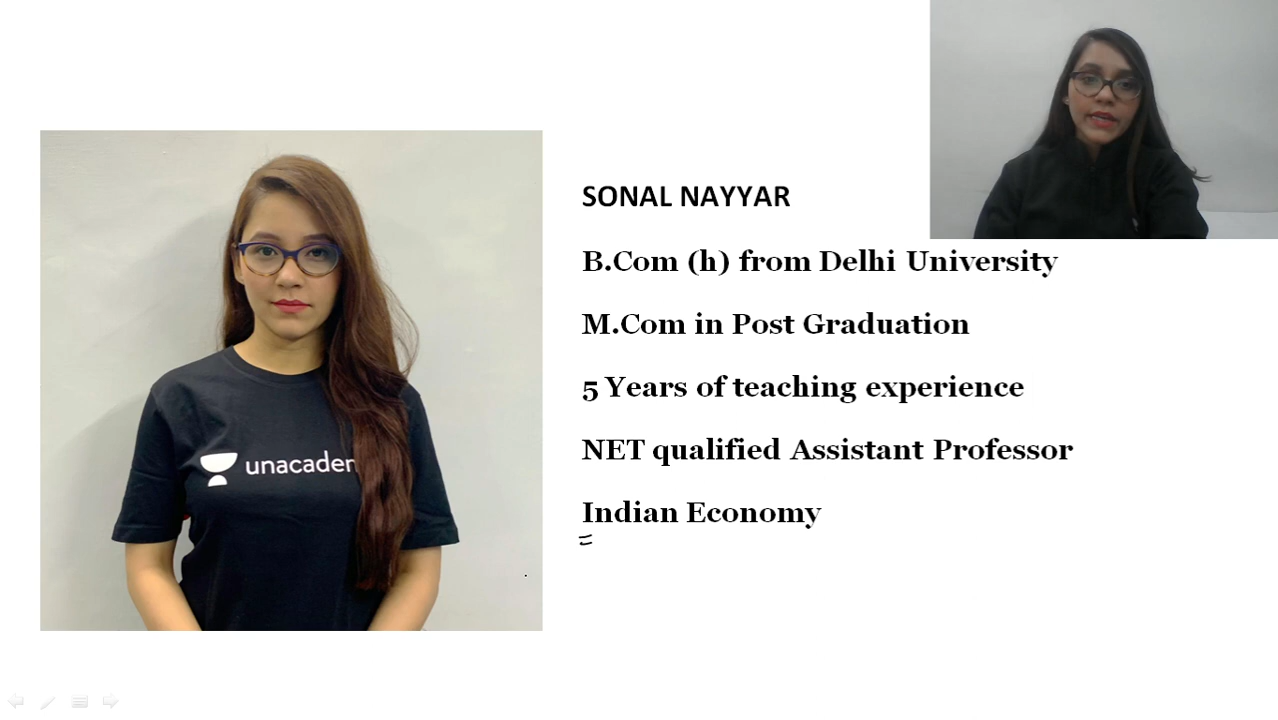 SONAL NAYYAR
B.Com (h) from Delhi University
M.Com in Post Graduation
5 Years of teaching experience
NET qualified Assistant Professor
Indian Economy
unacadem